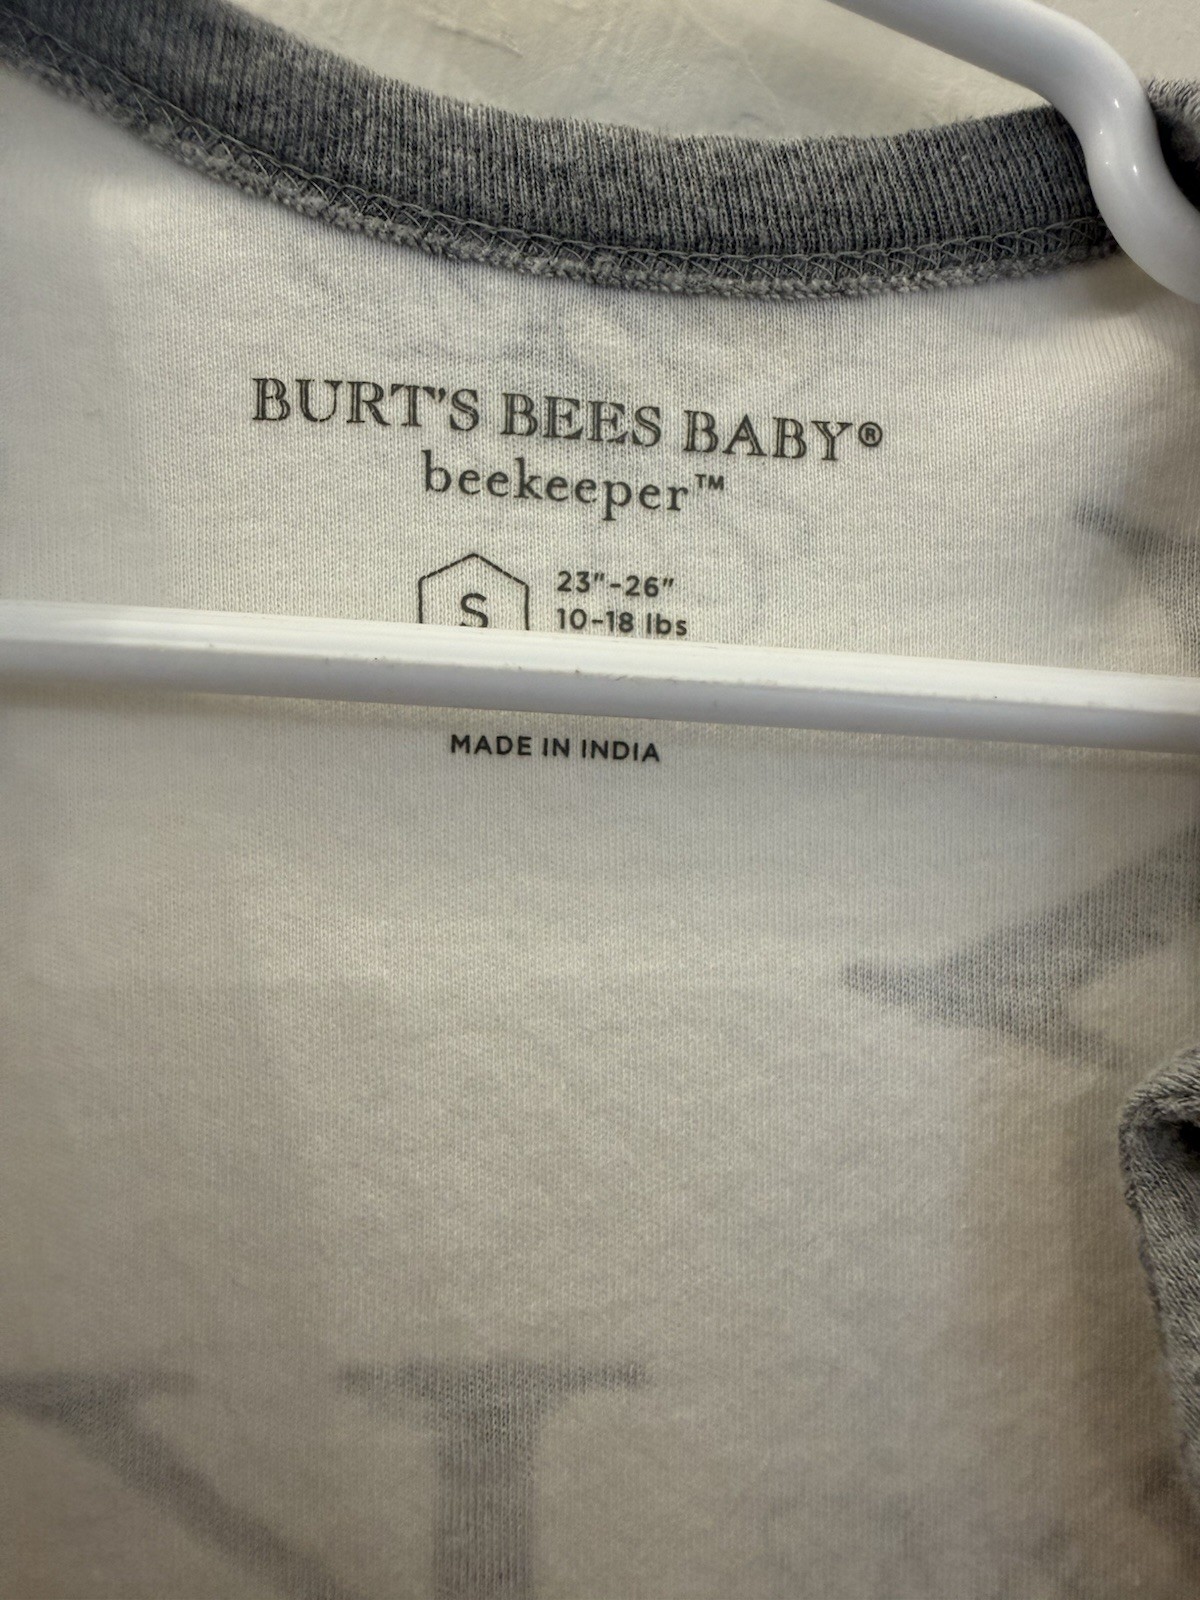 BURT'S BEES BABY®
beekeeper™
S
23"-26"
10-18 lbs
MADE IN INDIA